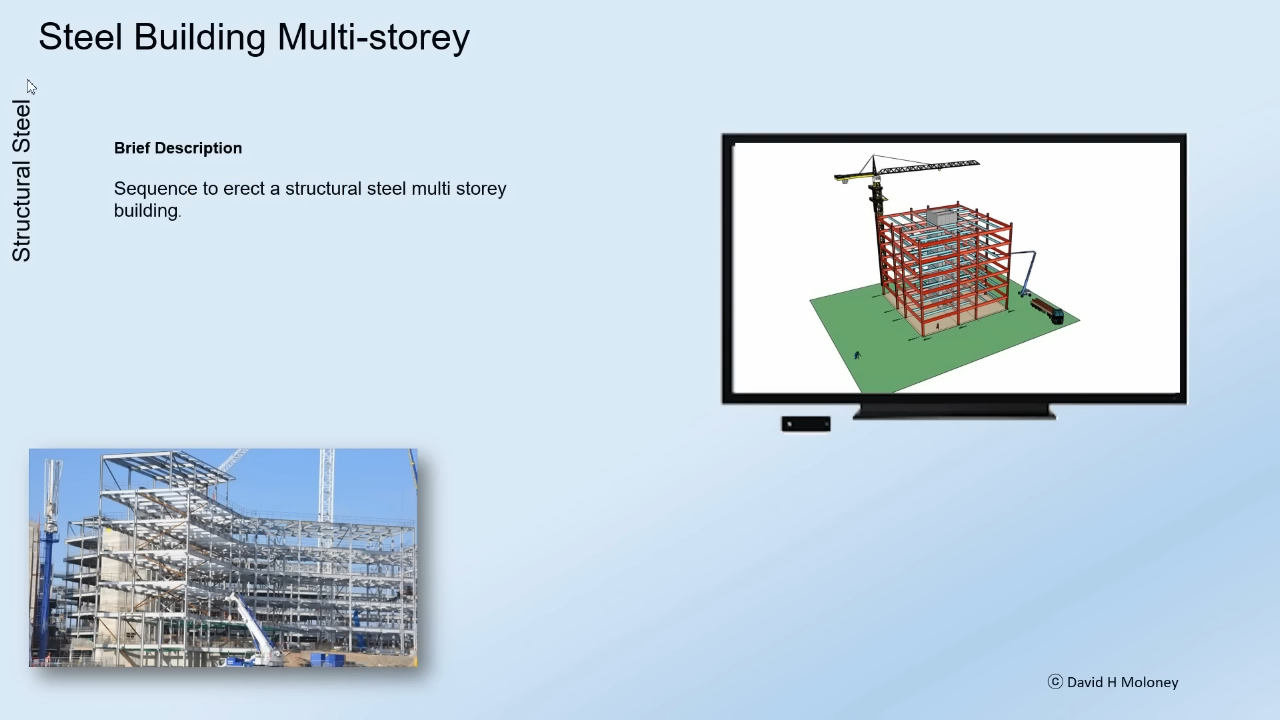 Steel Building Multi-storey
Structural Steel
Brief Description
Sequence to erect a structural steel multi storey
building.
© David H Moloney